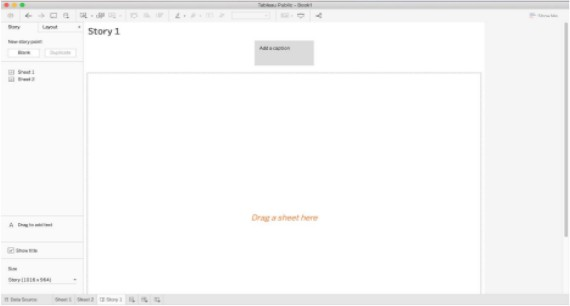 Tableau Public - Book1
Show Me
Story Layout
New story point
Blank Duplicate
Sheet 1
Sheet 2
Story 1
Add a caption
Drag a sheet here
A Drag to add text
Show title
Size
Story (1016 x 964)
Data Source Sheet 1 Sheet 2 Story 1